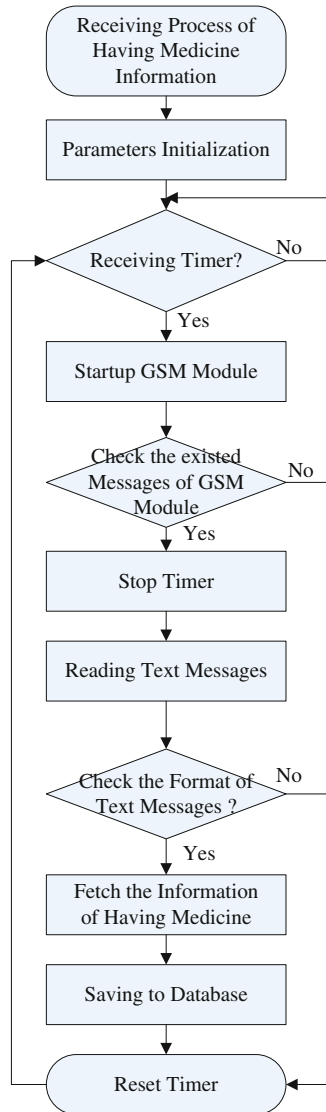 Receiving Process of
Having Medicine
Information
Parameters Initialization
Receiving Timer?
No
Yes
Startup GSM Module
Check the existed
Messages of GSM
Module
No
Yes
Stop Timer
Reading Text Messages
Check the Format of
Text Messages ?
No
Yes
Fetch the Information
of Having Medicine
Saving to Database
Reset Timer